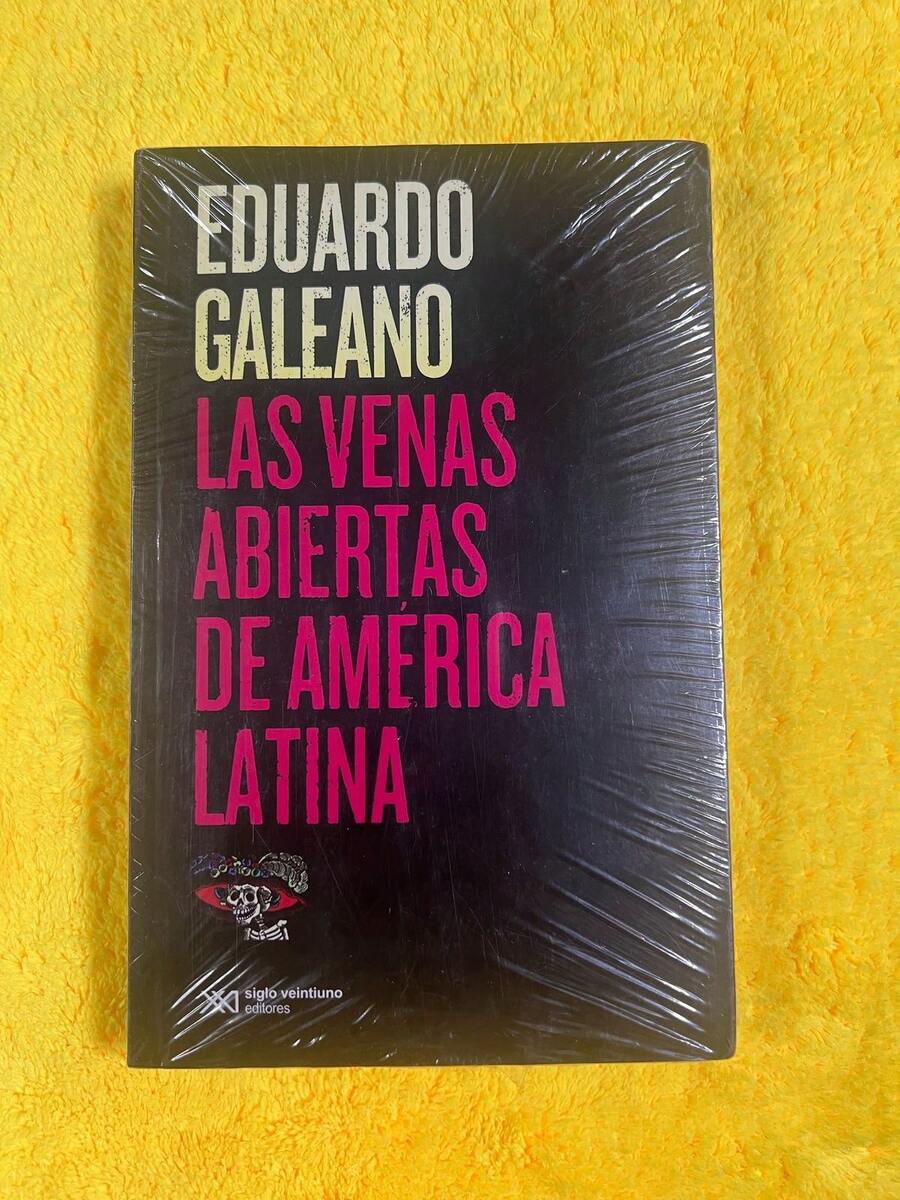 EDUARDO
GALEANO
LAS VENAS
ABIERTAS
DE AMÉRICA
LATINA
siglo veintiuno
editores